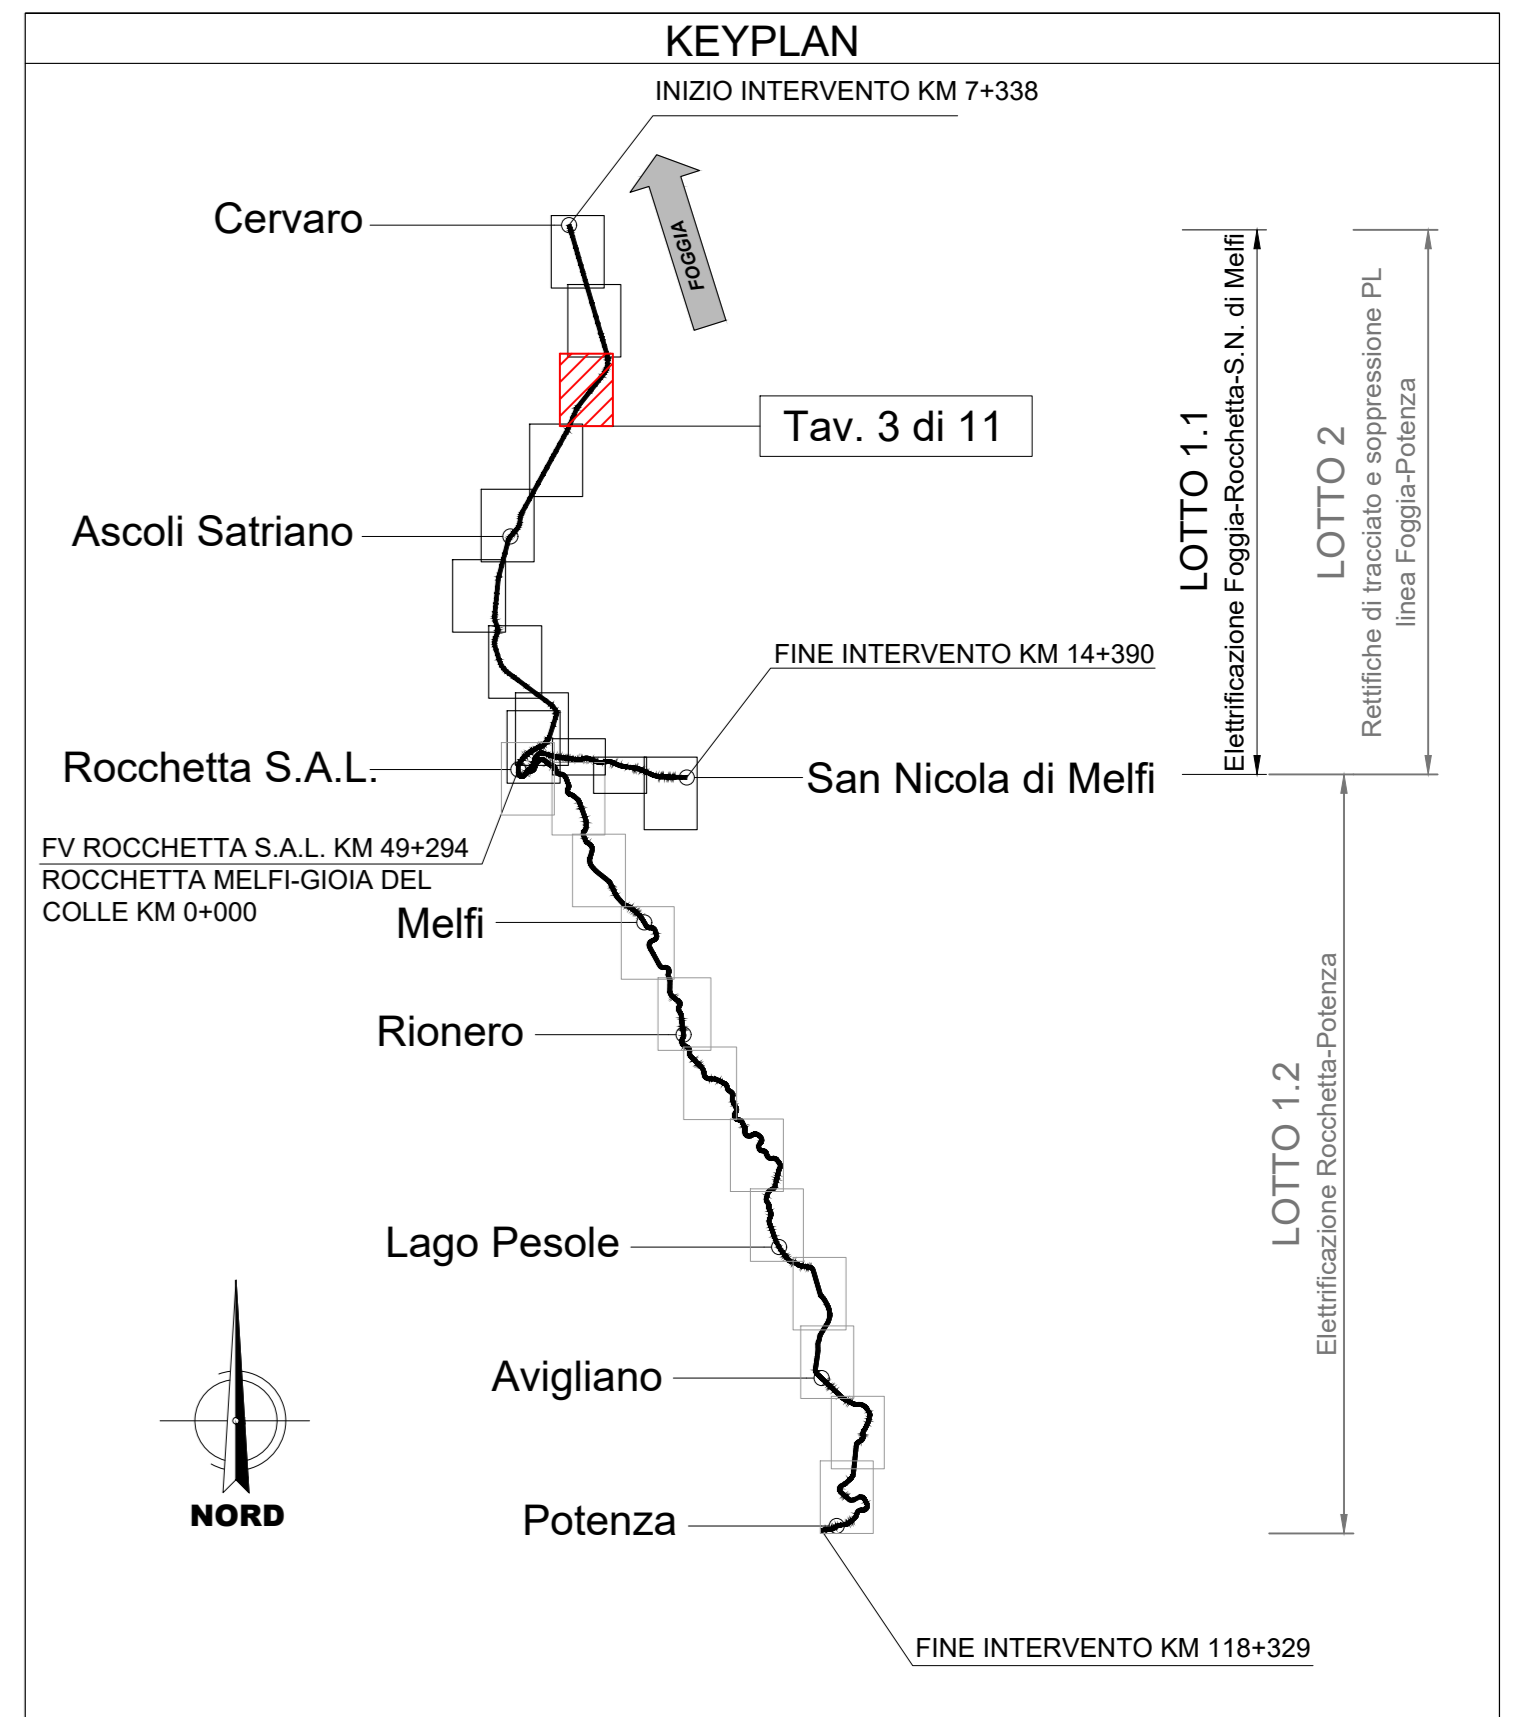 KEYPLAN
INIZIO INTERVENTO KM 7+338
FOGGIA
Cervaro
Tav. 3 di 11
Ascoli Satriano
LOTTO 1.1
Elettrificazione Foggia-Rocchetta-S.N. di Melfi
LOTTO 2
Rettifiche di tracciato e soppressione PL
linea Foggia-Potenza
FINE INTERVENTO KM 14+390
Rocchetta S.A.L.
San Nicola di Melfi
FV ROCCHETTA S.A.L. KM 49+294
ROCCHETTA MELFI-GIOIA DEL
COLLE KM 0+000
Melfi
Rionero
LOTTO 1.2
Elettrificazione Rocchetta-Potenza
Lago Pesole
Avigliano
NORD
Potenza
FINE INTERVENTO KM 118+329